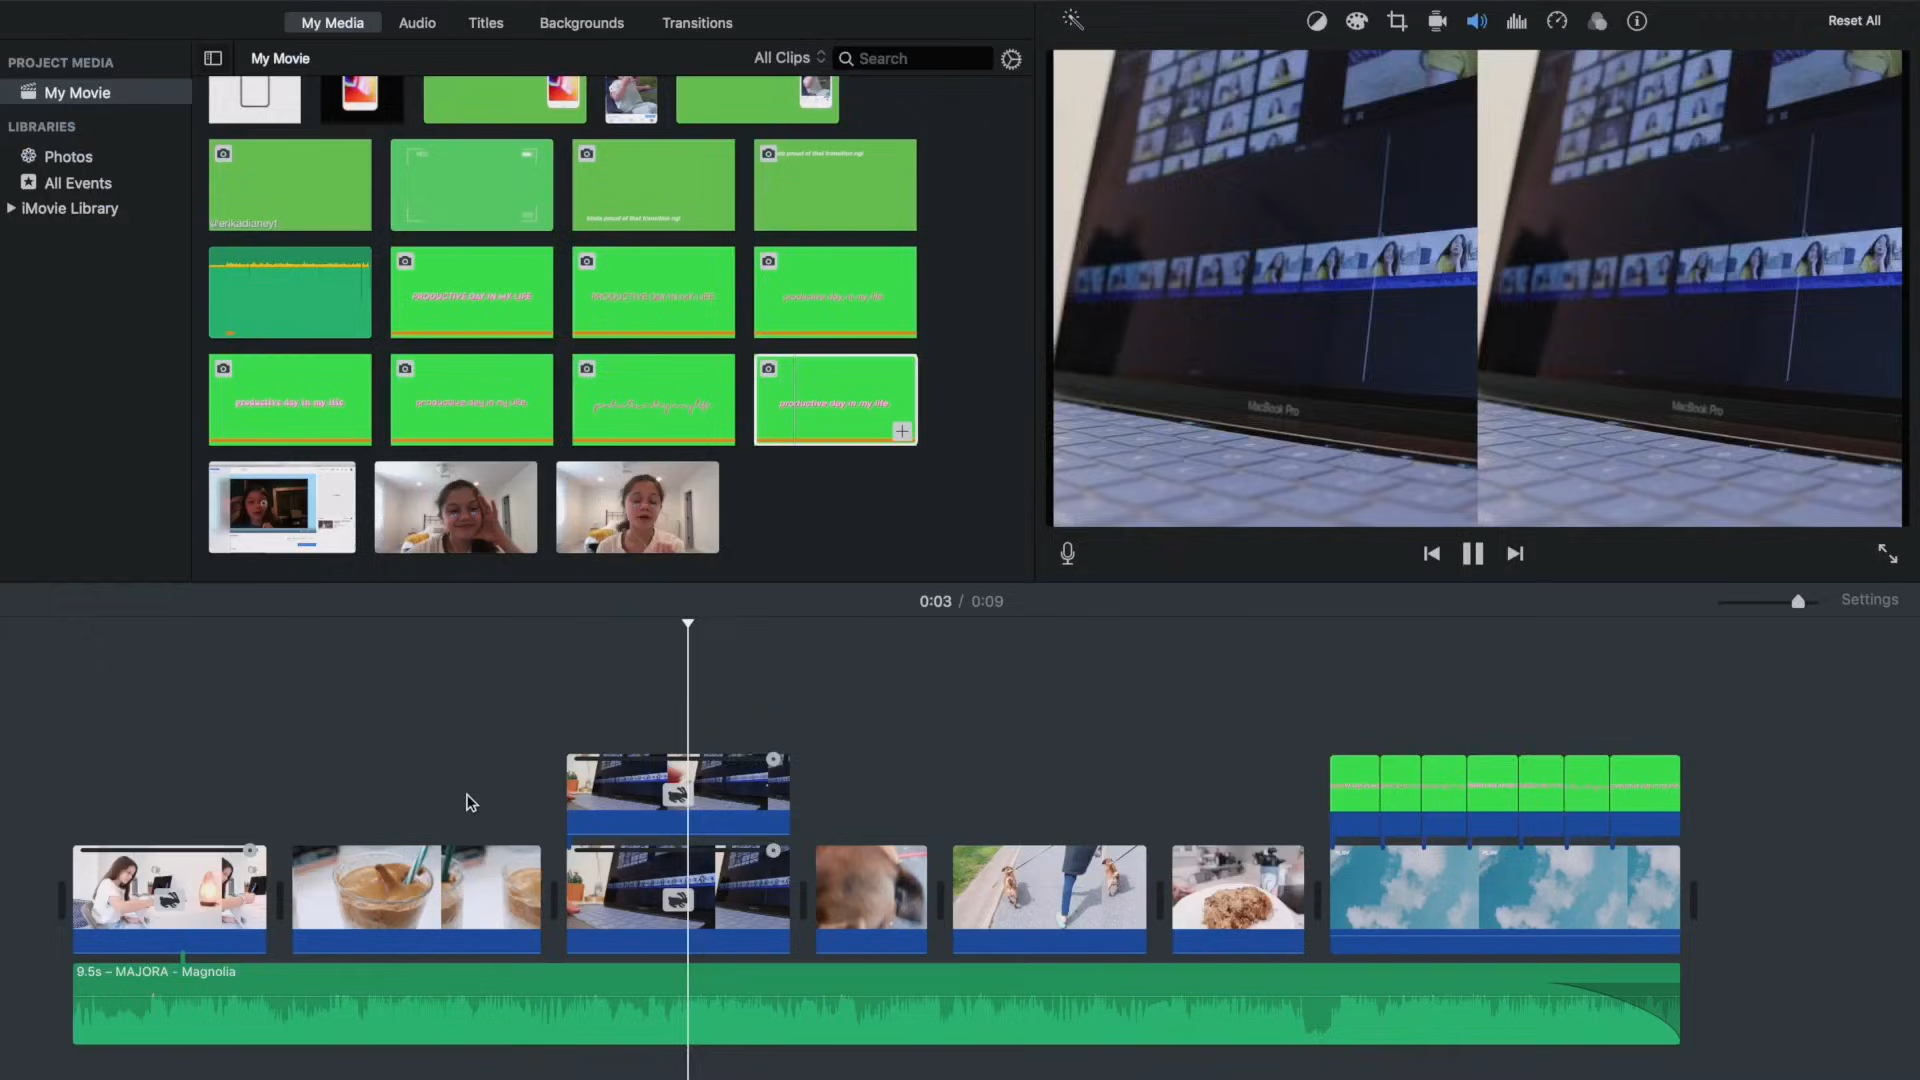 My Media
Audio
Titles
Backgrounds
Transitions
Reset All
PROJECT MEDIA
My Movie
My Movie
All Clips
Search
LIBRARIES
Photos
All Events
iMovie Library
@erikadianeyt
kinda proud of that transition ngl
kinda proud of that transition ngl
PRODUCTIVE DAY IN MY LIFE
PRODUCTIVE DAY IN MY LIFE
productive day in my life
productive day in my life
productive day in my life
productive day in my life
productive day in my life
MacBook Pro
MacBook Pro
0:03 / 0:09
Settings
9.5s – MAJORA - Magnolia